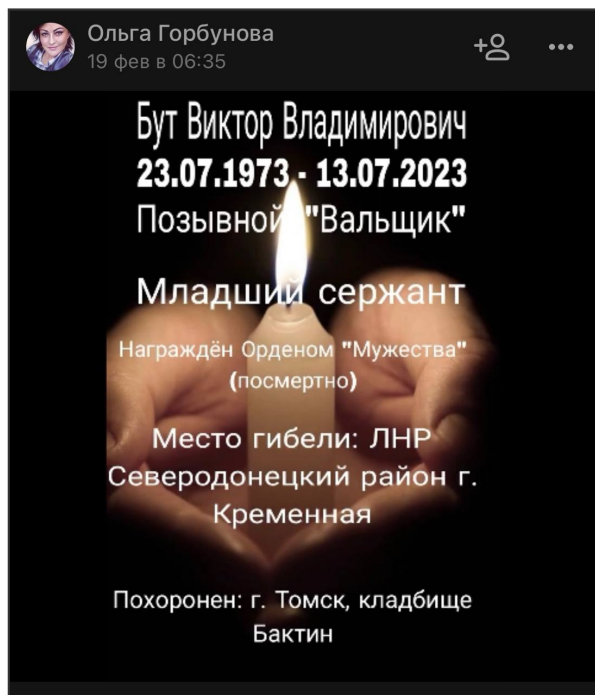 Ольга Горбунова
19 фев в 06:35
Бут Виктор Владимирович
23.07.1973 - 13.07.2023
Позывной "Вальщик"
Младший сержант
Награждён Орденом "Мужества"
(посмертно)
Место гибели: ЛНР
Северодонецкий район г.
Кременная
Похоронен: г. Томск, кладбище
Бактин